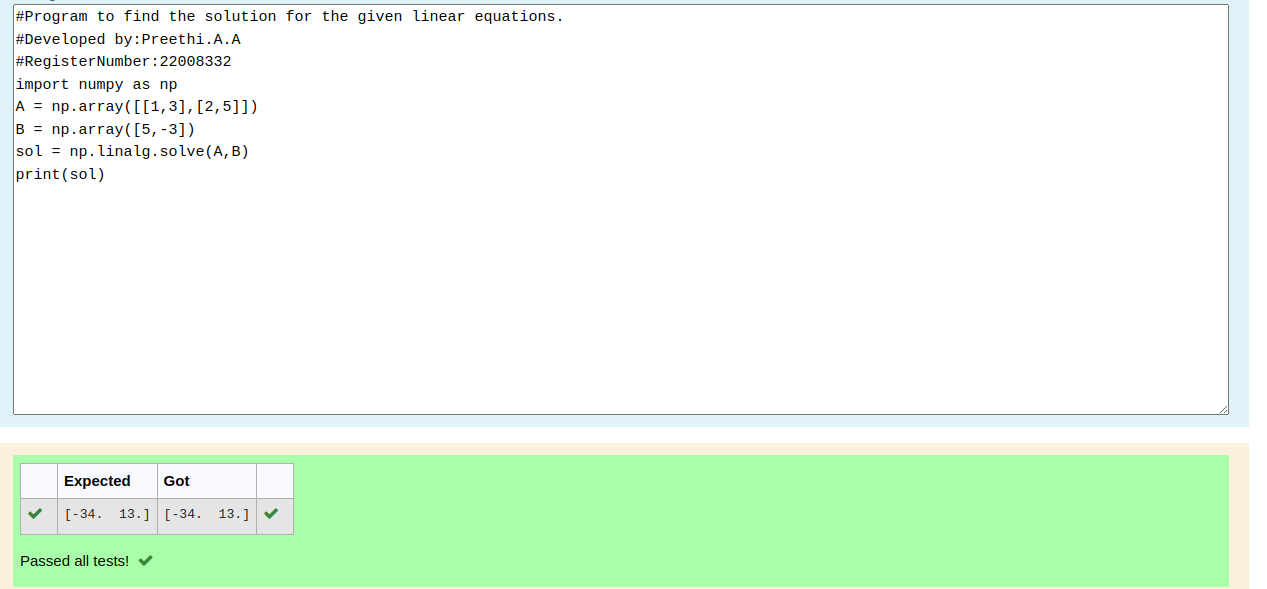 #Program to find the solution for the given linear equations.
#Developed by:Preethi.A.A
#RegisterNumber:22008332
import numpy as np
A = np.array([[1,3],[2,5]])
B = np.array([5,-3])
sol = np.linalg.solve(A,B)
print(sol)
Expected Got
[-34.  13.] [-34.  13.]
Passed all tests!